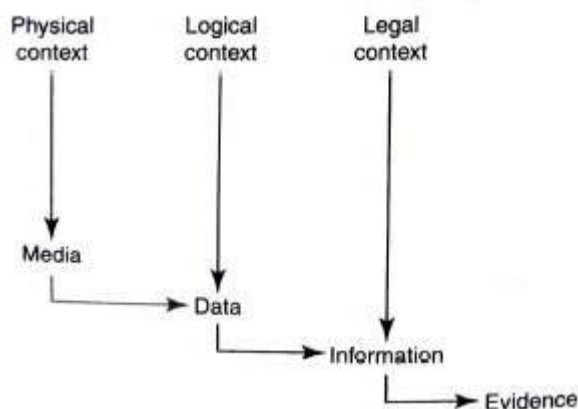 Physical context
Logical context
Legal context
Media
Data
Information
Evidence